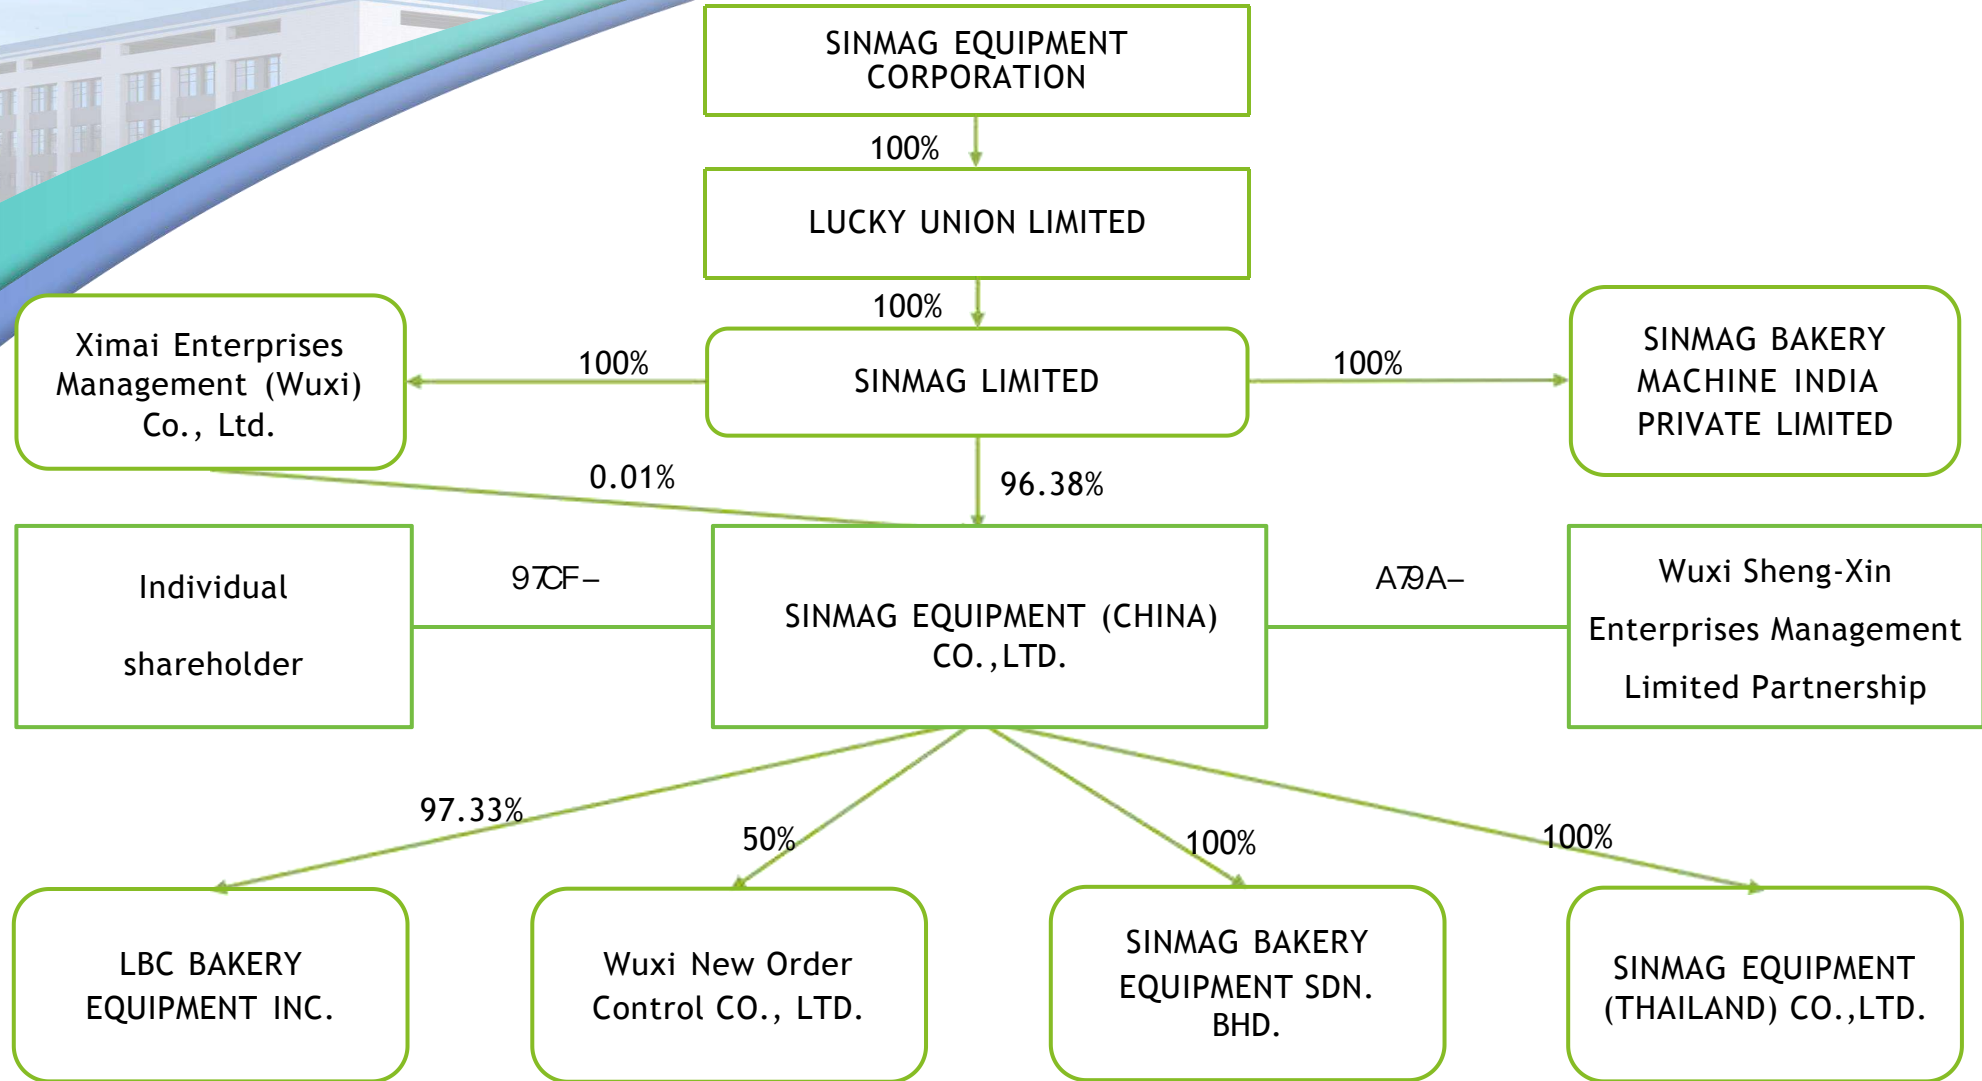 SINMAG EQUIPMENT
CORPORATION
100%
LUCKY UNION LIMITED
100%
Ximai Enterprises
Management (Wuxi)
Co., Ltd.
100%
SINMAG LIMITED
100%
SINMAG BAKERY
MACHINE INDIA
PRIVATE LIMITED
0.01%
96.38%
Individual
shareholder
97CF–
SINMAG EQUIPMENT (CHINA)
CO.,LTD.
A79A–
Wuxi Sheng-Xin
Enterprises Management
Limited Partnership
97.33%
50%
100%
100%
LBC BAKERY
EQUIPMENT INC.
Wuxi New Order
Control CO., LTD.
SINMAG BAKERY
EQUIPMENT SDN.
BHD.
SINMAG EQUIPMENT
(THAILAND) CO.,LTD.